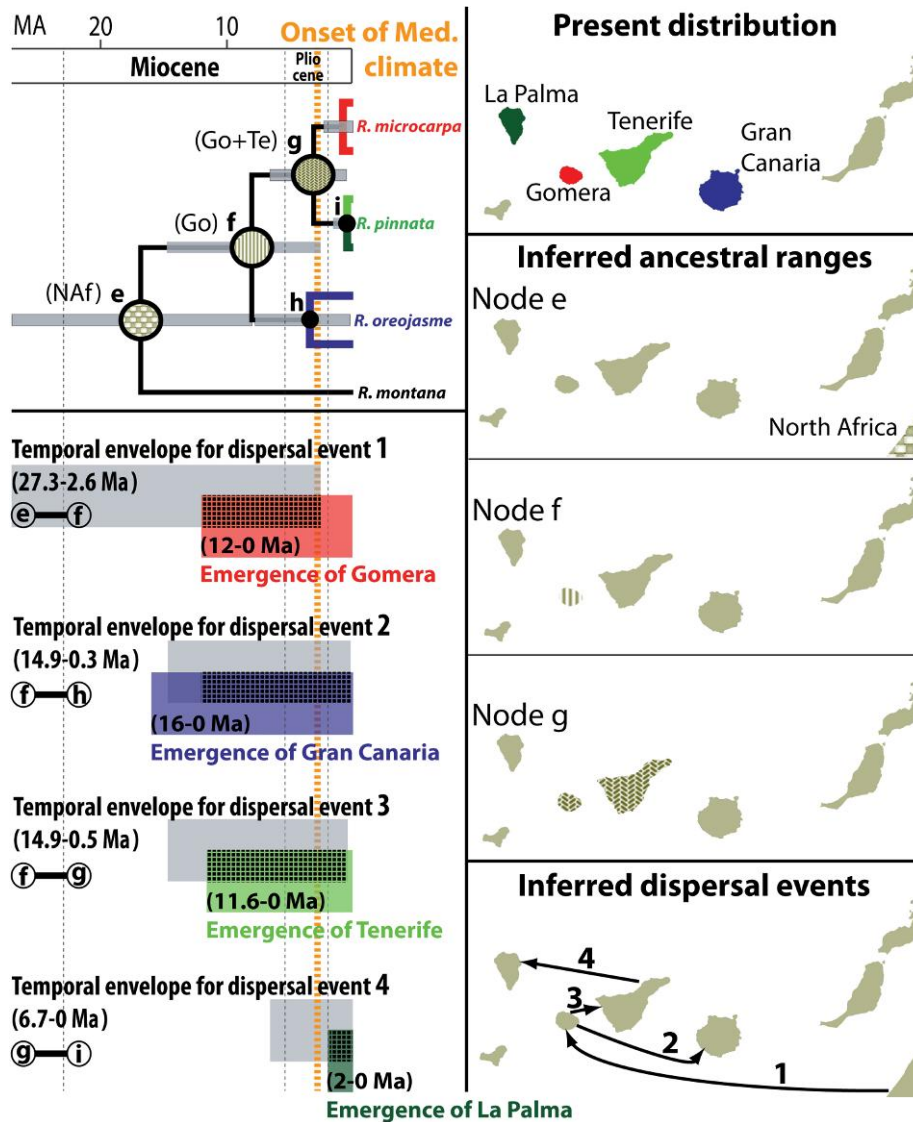 MA 20 10
Onset of Med.
climate
Miocene
Plio
cene
R. microcarpa
(Go+Te) g
i
R. pinnata
(Go) f
(NAf) e
h
R. oreojasme
R. montana
Temporal envelope for dispersal event 1
(27.3-2.6 Ma)
e f
(12-0 Ma)
Emergence of Gomera
Temporal envelope for dispersal event 2
(14.9-0.3 Ma)
f h
(16-0 Ma)
Emergence of Gran Canaria
Temporal envelope for dispersal event 3
(14.9-0.5 Ma)
f g
(11.6-0 Ma)
Emergence of Tenerife
Temporal envelope for dispersal event 4
(6.7-0 Ma)
g i
(2-0 Ma)
Emergence of La Palma
Present distribution
La Palma
Tenerife
Gran
Canaria
Gomera
Inferred ancestral ranges
Node e
North Africa
Node f
Node g
Inferred dispersal events
4
3
2
1